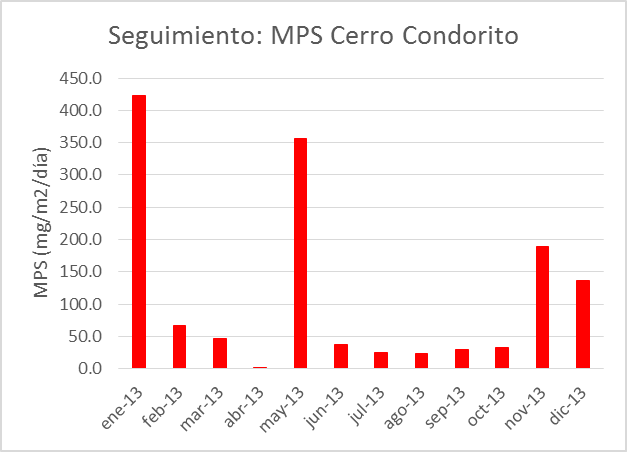 Seguimiento: MPS Cerro Condorito
MPS (mg/m2/día)
450.0
400.0
350.0
300.0
250.0
200.0
150.0
100.0
50.0
0.0
ene-13
feb-13
mar-13
abr-13
may-13
jun-13
jul-13
ago-13
sep-13
oct-13
nov-13
dic-13